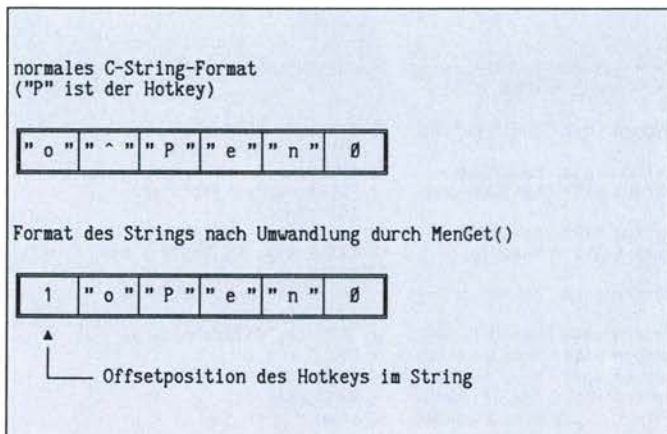 normales C-String-Format
("P" ist der Hotkey)
"o" "^" "P" "e" "n" Ø
Format des Strings nach Umwandlung durch MenGet()
1 "o" "P" "e" "n" Ø
Offsetposition des Hotkeys im String